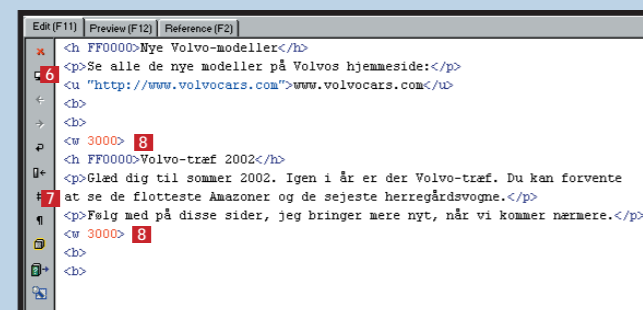 Edit (F11) Preview (F12) Reference (F2)
<h FF0000>Nye Volvo-modeller</h>
6 <p>Se alle de nye modeller på Volvos hjemmeside:</p>
<u "http://www.volvocars.com">www.volvocars.com</u>
<b>
<b>
<w 3000> 8
<h FF0000>Volvo-træf 2002</h>
<p>Glæd dig til sommer 2002. Igen i år er der Volvo-træf. Du kan forvente
7 at se de flotteste Amazoner og de sejeste herregårdsvogne.</p>
<p>Følg med på disse sider, jeg bringer mere nyt, når vi kommer nærmere.</p>
<w 3000> 8
<b>
<b>